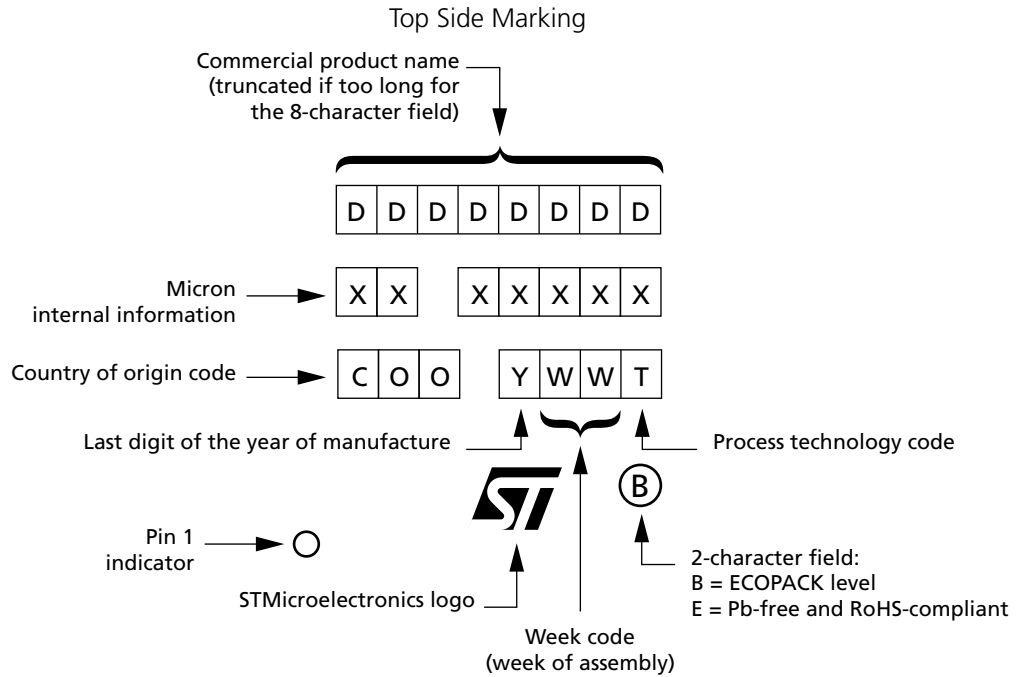 Top Side Marking
Commercial product name
(truncated if too long for
the 8-character field)
D D D D D D D D
Micron
internal information
X X X X X X X
Country of origin code
C O O Y W W T
Last digit of the year of manufacture
Process technology code
ST
B
Pin 1
indicator
2-character field:
B = ECOPACK level
E = Pb-free and RoHS-compliant
STMicroelectronics logo
Week code
(week of assembly)